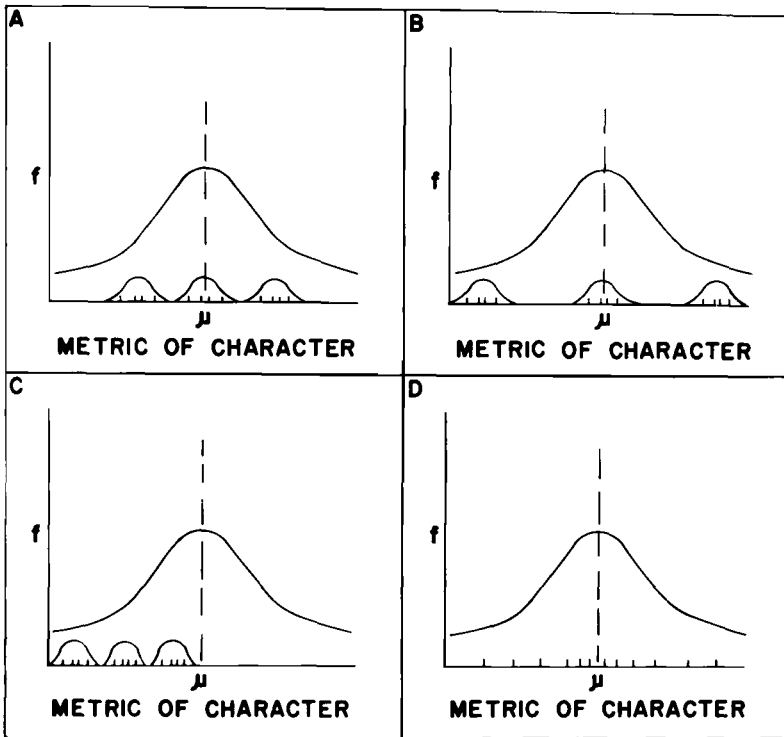 A
f
μ
METRIC OF CHARACTER
B
f
μ
METRIC OF CHARACTER
C
f
μ
METRIC OF CHARACTER
D
f
μ
METRIC OF CHARACTER